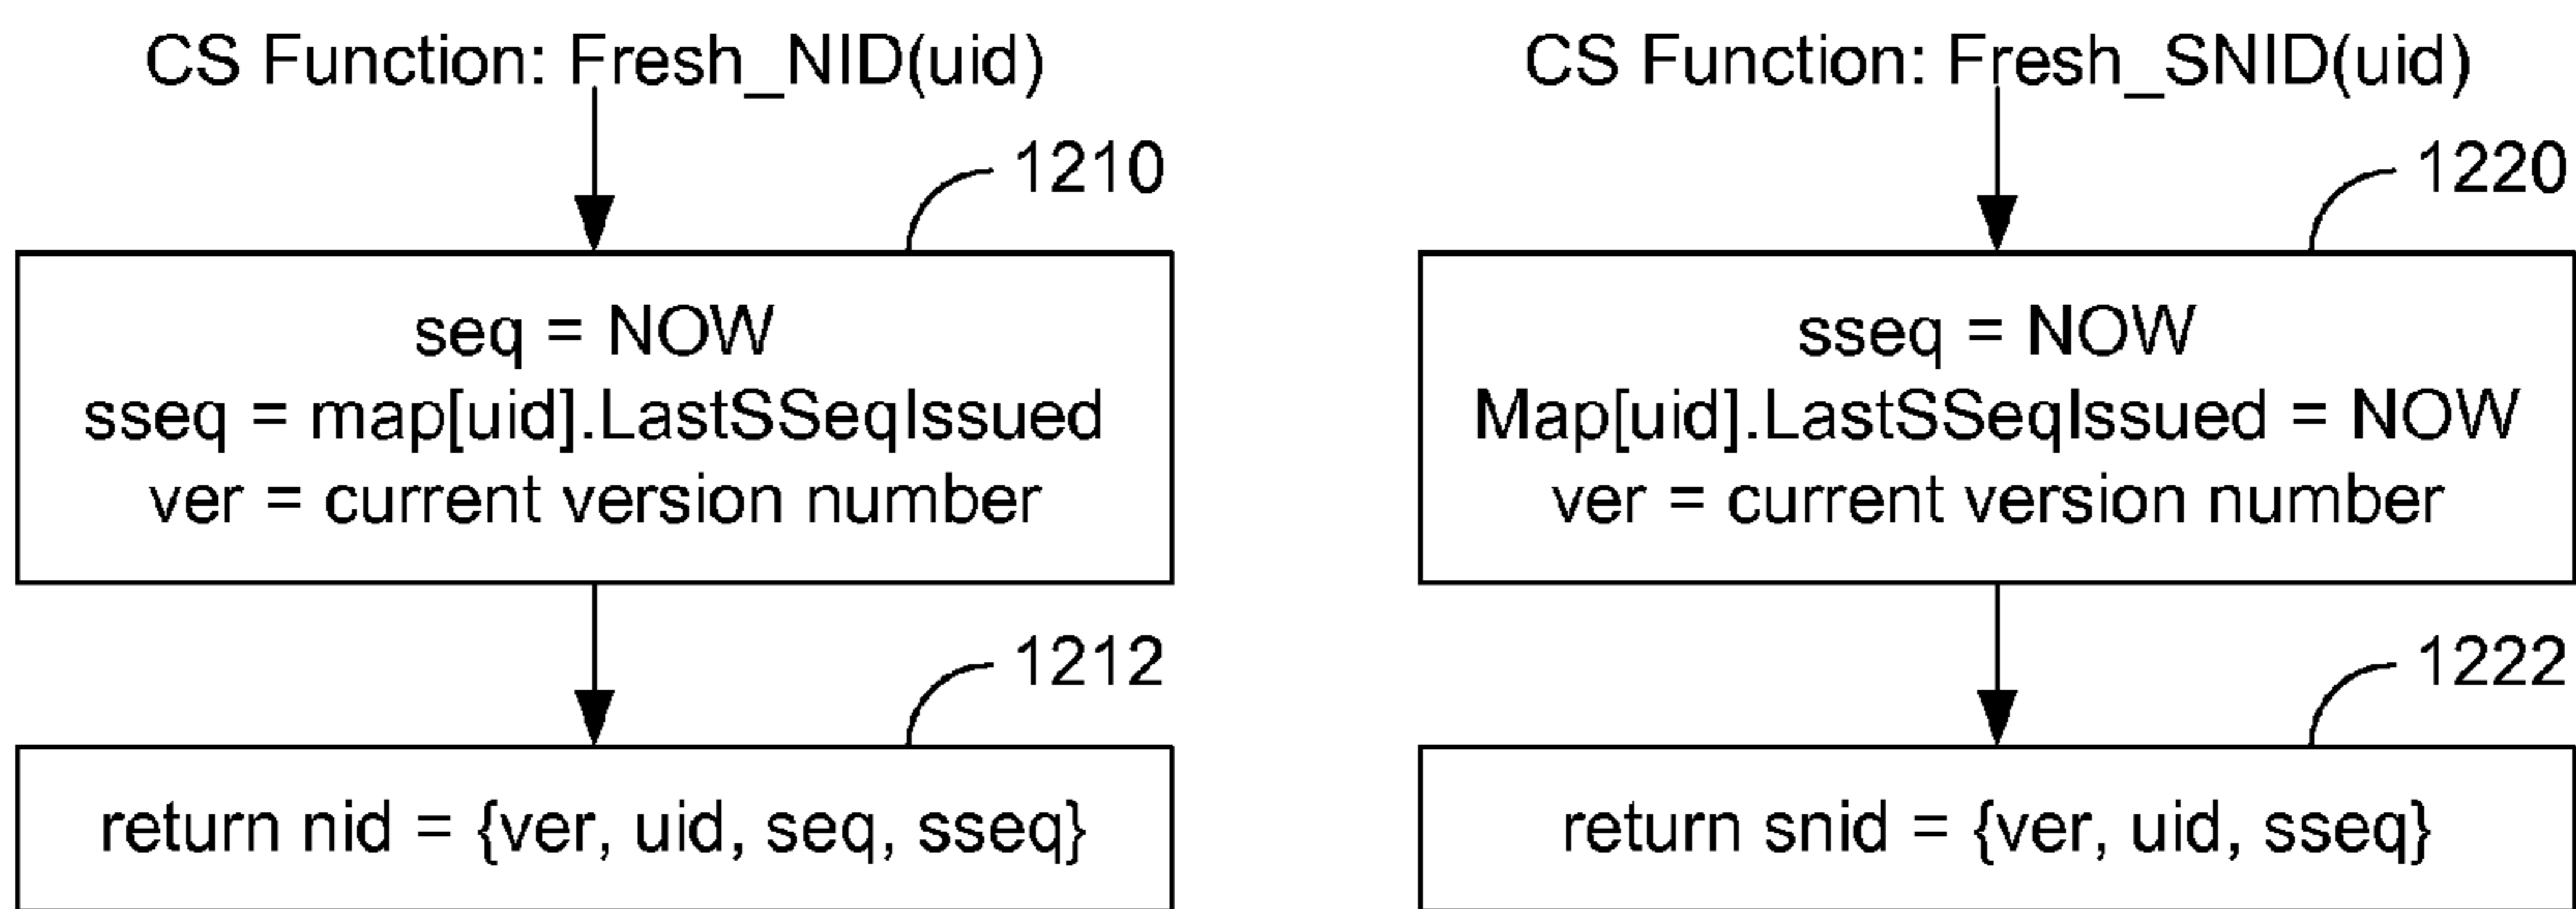 CS Function: Fresh_NID(uid)
1210
seq = NOW
sseq = map[uid].LastSSeqIssued
ver = current version number
1212
return nid = {ver, uid, seq, sseq}
CS Function: Fresh_SNID(uid)
1220
sseq = NOW
Map[uid].LastSSeqIssued = NOW
ver = current version number
1222
return snid = {ver, uid, sseq}